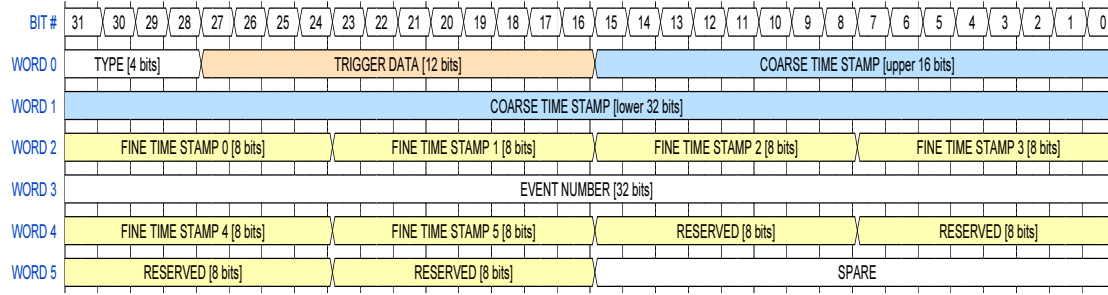 BIT # 31 30 29 28 27 26 25 24 23 22 21 20 19 18 17 16 15 14 13 12 11 10 9 8 7 6 5 4 3 2 1 0
WORD 0 TYPE [4 bits] TRIGGER DATA [12 bits] COARSE TIME STAMP [upper 16 bits]
WORD 1 COARSE TIME STAMP [lower 32 bits]
WORD 2 FINE TIME STAMP 0 [8 bits] FINE TIME STAMP 1 [8 bits] FINE TIME STAMP 2 [8 bits] FINE TIME STAMP 3 [8 bits]
WORD 3 EVENT NUMBER [32 bits]
WORD 4 FINE TIME STAMP 4 [8 bits] FINE TIME STAMP 5 [8 bits] RESERVED [8 bits] RESERVED [8 bits]
WORD 5 RESERVED [8 bits] RESERVED [8 bits] SPARE